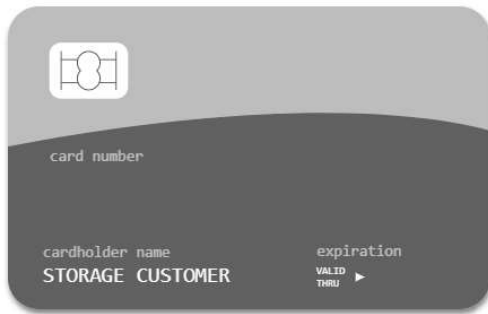 card number
cardholder name
expiration
STORAGE CUSTOMER
VALID
THRU